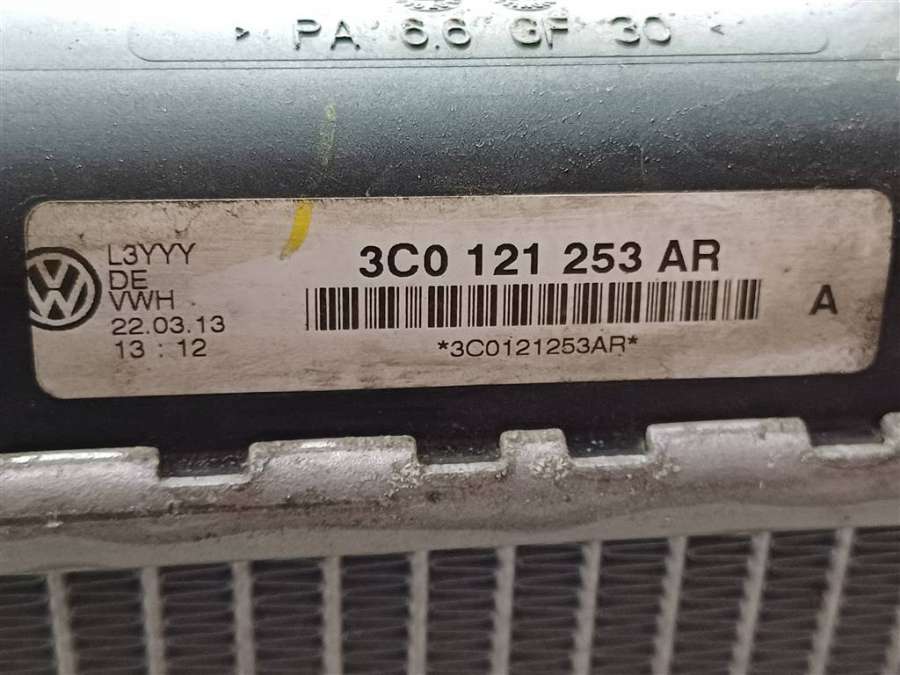 > PA 6.6 GF 30 <
L3YYY
DE
VWH
22.03.13
13 : 12
3C0 121 253 AR
*3C0121253AR*
A